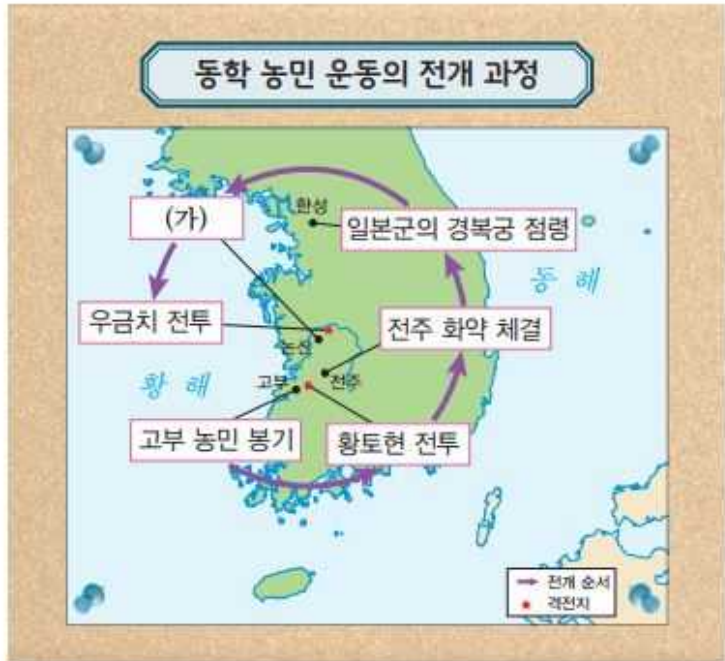 동학 농민 운동의 전개 과정
한성
(가)
일본군의 경복궁 점령
동 해
우금치 전투
전주 화약 체결
논산
황 해
고부
전주
고부 농민 봉기
황토현 전투
전개 순서
격전지